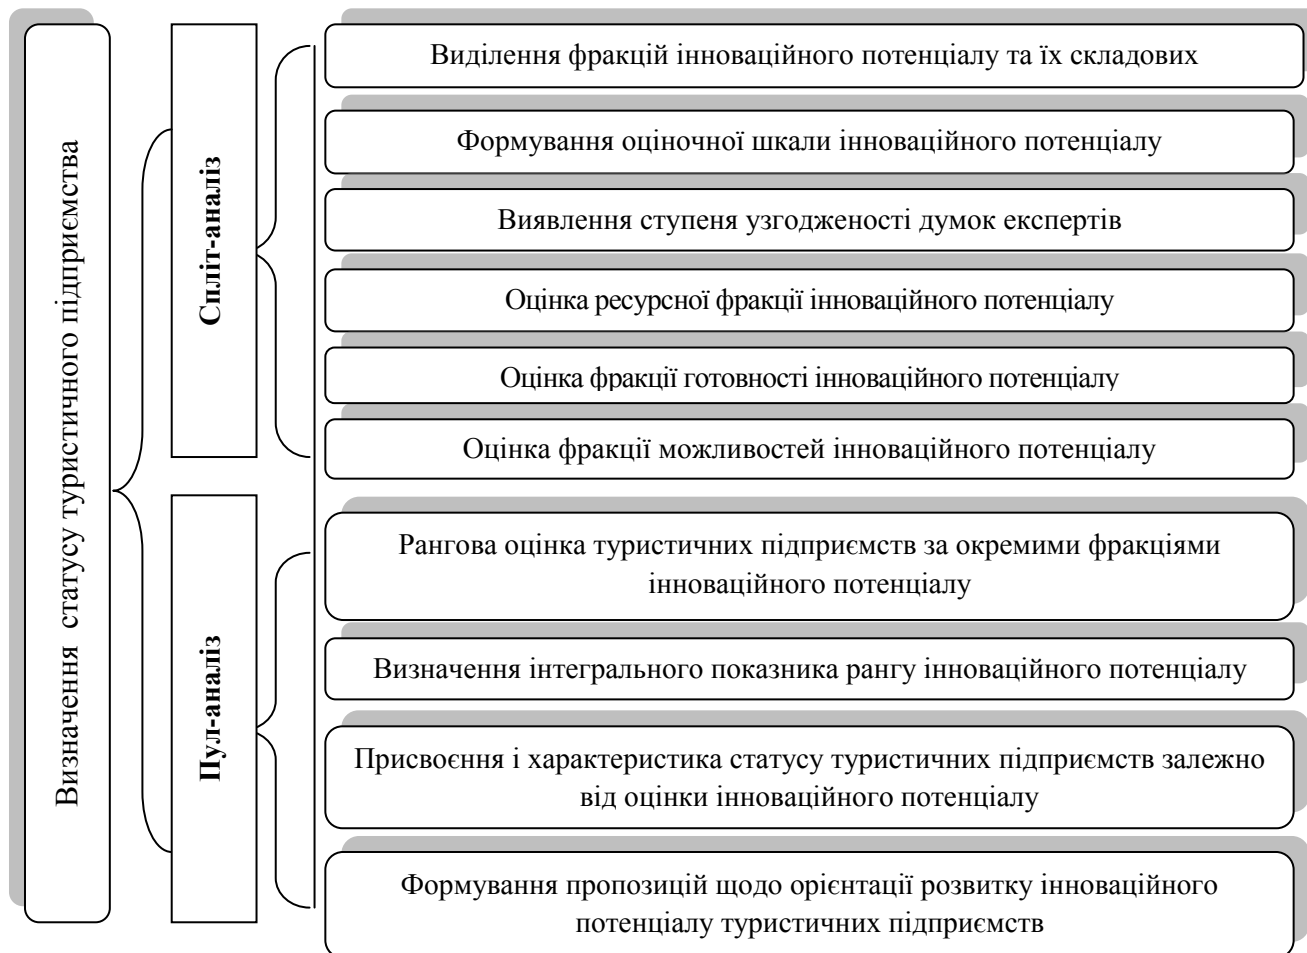 Визначення статусу туристичного підприємства
Спліт-аналіз
Виділення фракцій інноваційного потенціалу та їх складових
Формування оціночної шкали інноваційного потенціалу
Виявлення ступеня узгодженості думок експертів
Оцінка ресурсної фракції інноваційного потенціалу
Оцінка фракції готовності інноваційного потенціалу
Оцінка фракції можливостей інноваційного потенціалу
Пул-аналіз
Рангова оцінка туристичних підприємств за окремими фракціями
інноваційного потенціалу
Визначення інтегрального показника рангу інноваційного потенціалу
Присвоєння і характеристика статусу туристичних підприємств залежно
від оцінки інноваційного потенціалу
Формування пропозицій щодо орієнтації розвитку інноваційного
потенціалу туристичних підприємств